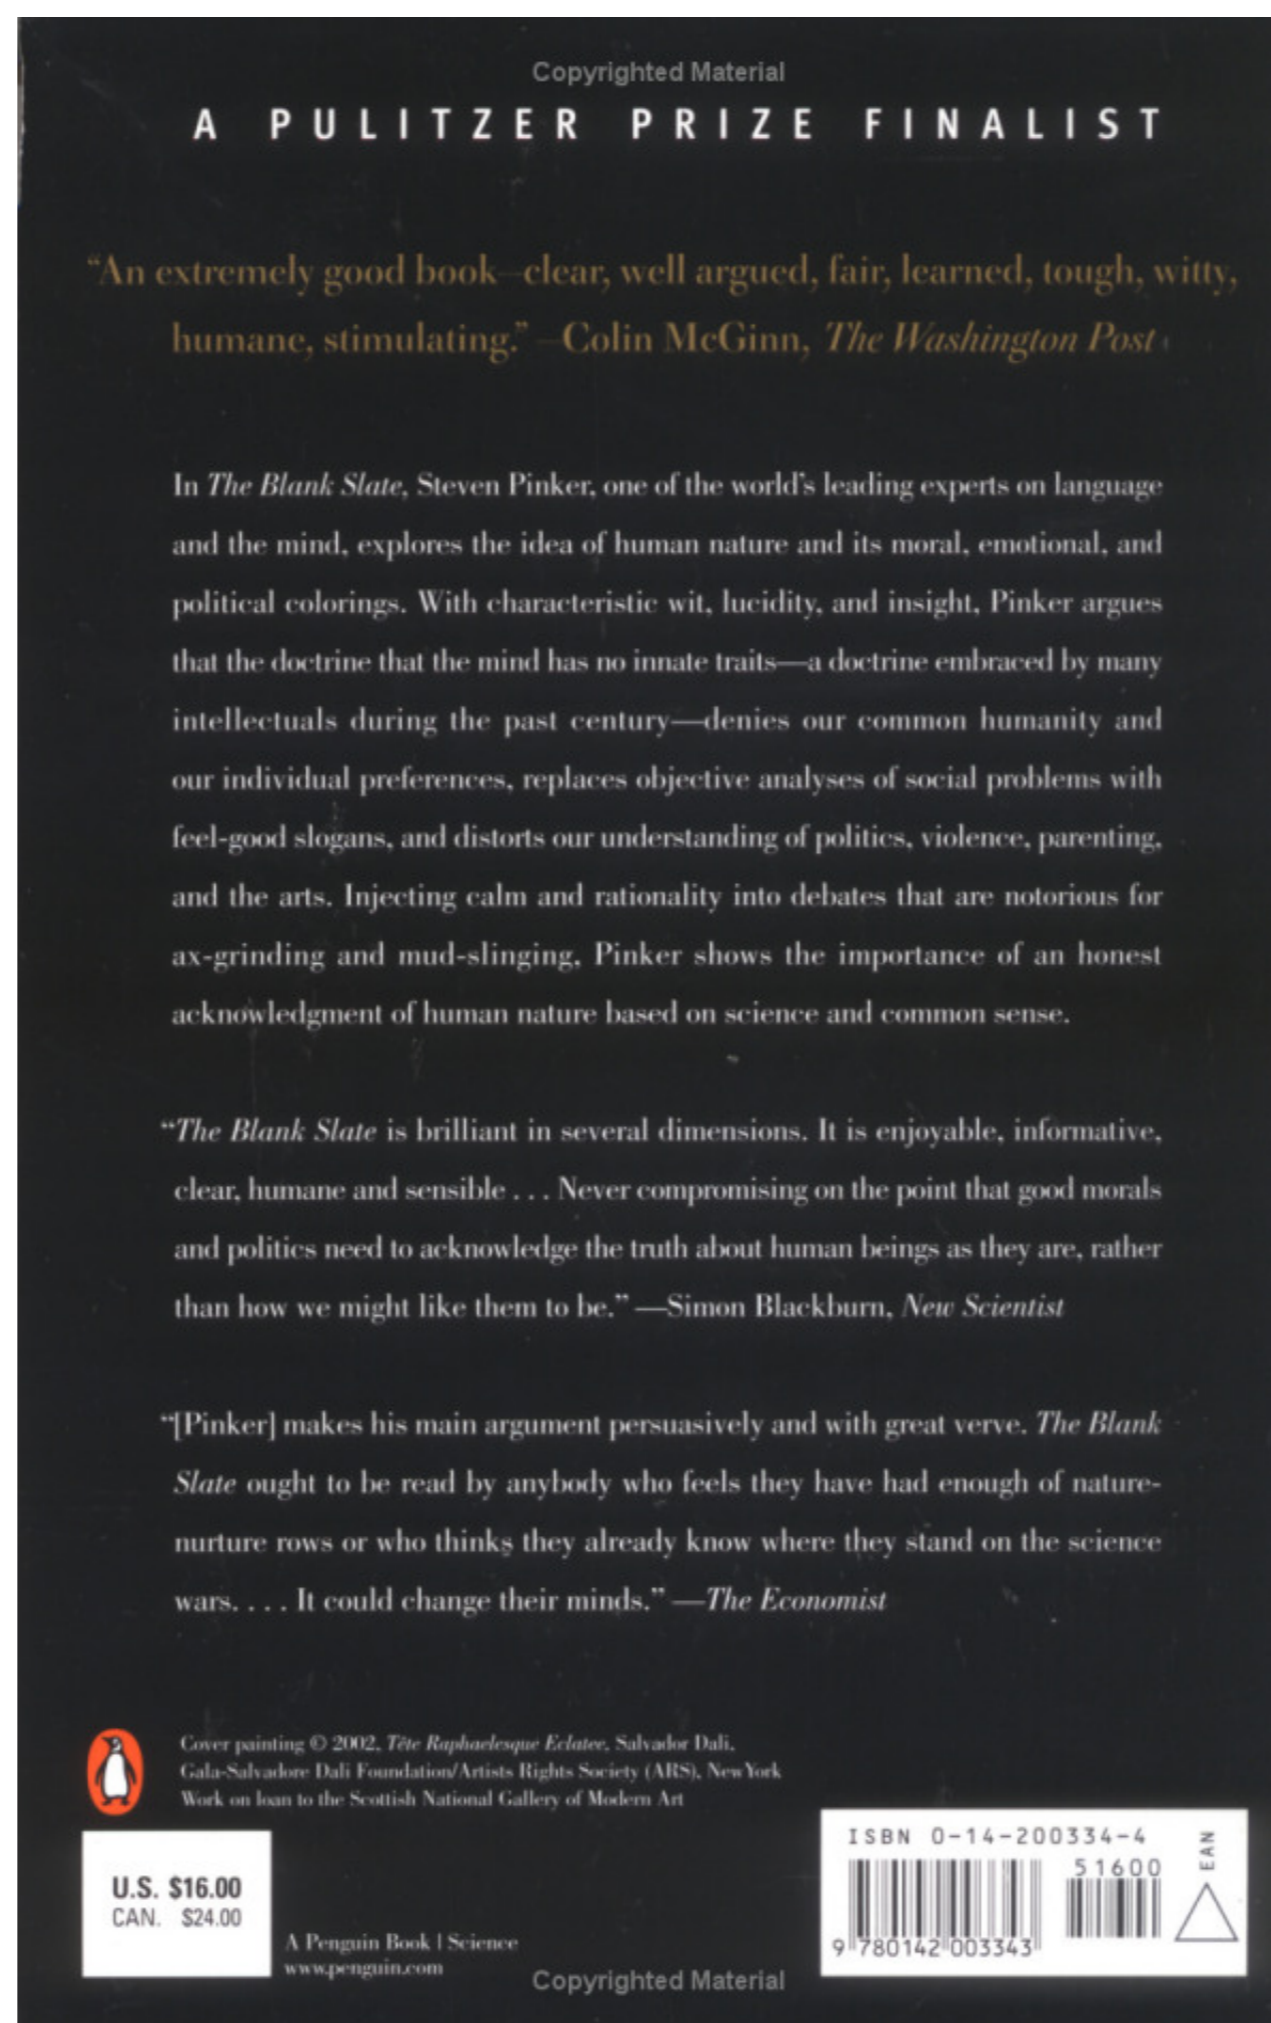 Copyrighted Material
A PULITZER PRIZE FINALIST
“An extremely good book—clear, well argued, fair, learned, tough, witty,
humane, stimulating.” —Colin McGinn, The Washington Post
In The Blank Slate, Steven Pinker, one of the world's leading experts on language
and the mind, explores the idea of human nature and its moral, emotional, and
political colorings. With characteristic wit, lucidity, and insight, Pinker argues
that the doctrine that the mind has no innate traits—a doctrine embraced by many
intellectuals during the past century—denies our common humanity and
our individual preferences, replaces objective analyses of social problems with
feel-good slogans, and distorts our understanding of politics, violence, parenting,
and the arts. Injecting calm and rationality into debates that are notorious for
ax-grinding and mud-slinging, Pinker shows the importance of an honest
acknowledgment of human nature based on science and common sense.
“The Blank Slate is brilliant in several dimensions. It is enjoyable, informative,
clear, humane and sensible . . . Never compromising on the point that good morals
and politics need to acknowledge the truth about human beings as they are, rather
than how we might like them to be.” —Simon Blackburn, New Scientist
“[Pinker] makes his main argument persuasively and with great verve. The Blank
Slate ought to be read by anybody who feels they have had enough of nature-
nurture rows or who thinks they already know where they stand on the science
wars. . . . It could change their minds.” —The Economist
Cover painting © 2002, Tête Raphaelesque Eclatee, Salvador Dali,
Gala-Salvadore Dali Foundation/Artists Rights Society (ARS), New York
Work on loan to the Scottish National Gallery of Modern Art
U.S. $16.00
CAN. $24.00
A Penguin Book | Science
www.penguin.com
ISBN 0-14-200334-4
51600
EAN
9 780142 003343
Copyrighted Material